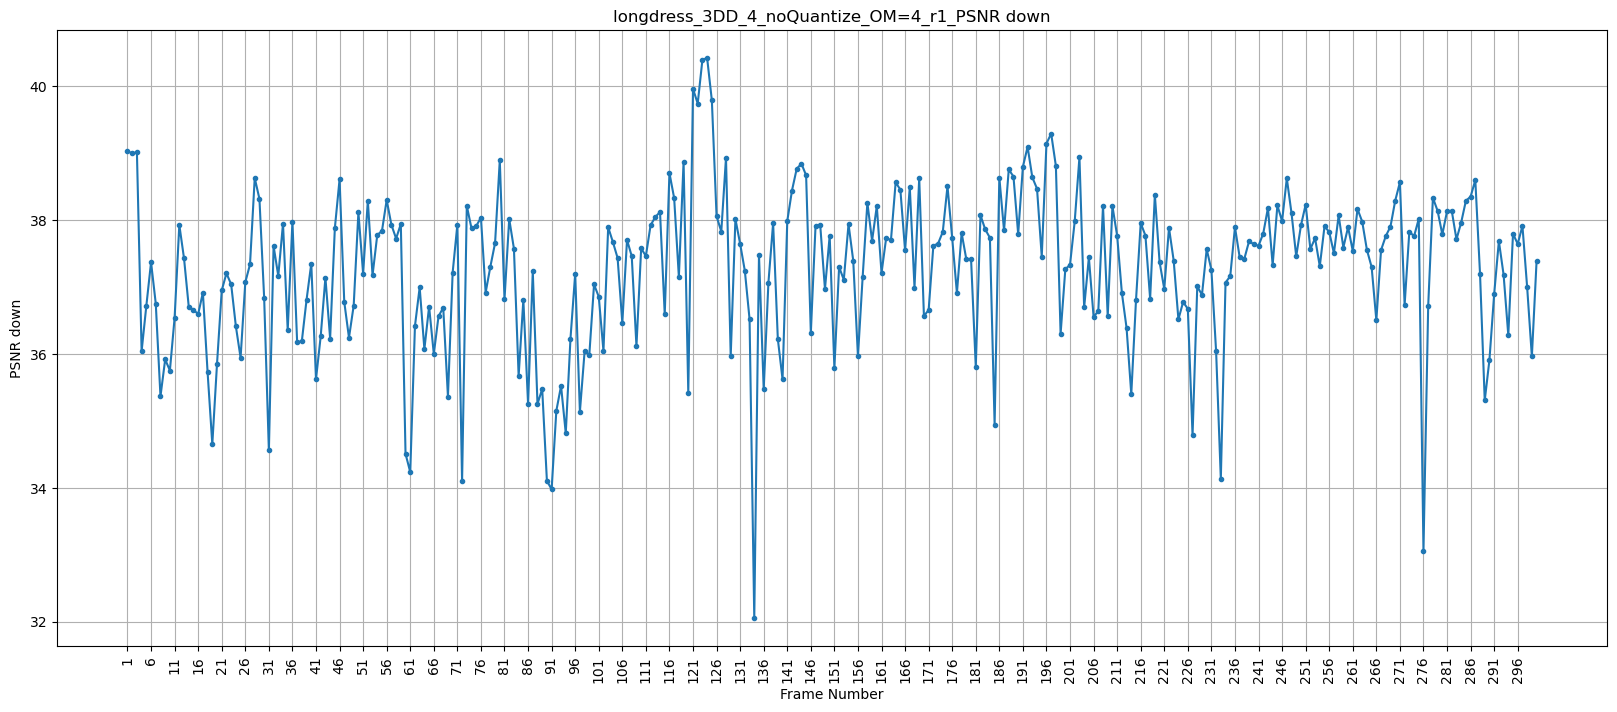 longdress_3DD_4_noQuantize_OM=4_r1_PSNR down
PSNR down
40
38
36
34
32
1 6 11 16 21 26 31 36 41 46 51 56 61 66 71 76 81 86 91 96 101 106 111 116 121 126 131 136 141 146 151 156 161 166 171 176 181 186 191 196 201 206 211 216 221 226 231 236 241 246 251 256 261 266 271 276 281 286 291 296
Frame Number